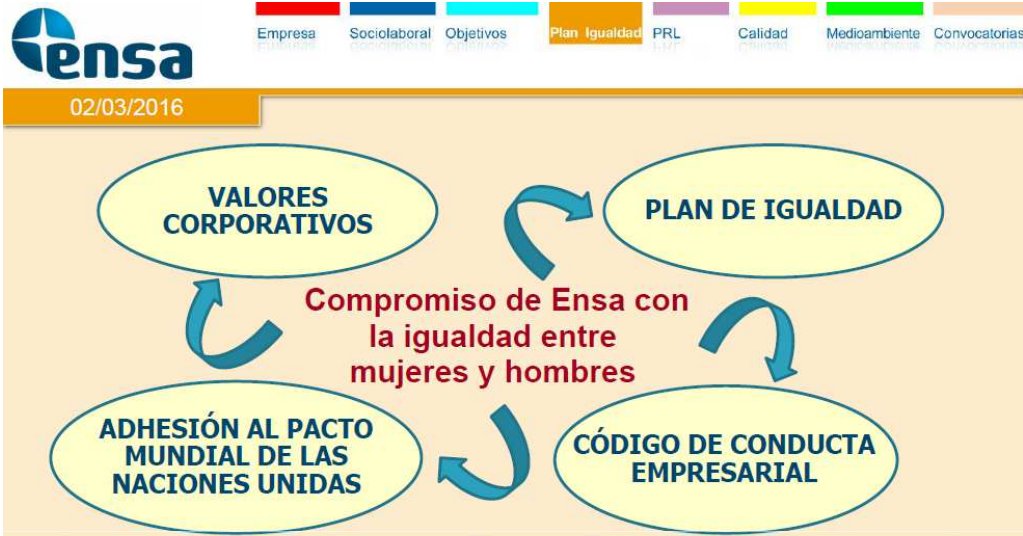 ensa
Empresa Sociolaboral Objetivos Plan Igualdad PRL Calidad Medioambiente Convocatorias
02/03/2016
VALORES
CORPORATIVOS
PLAN DE IGUALDAD
Compromiso de Ensa con
la igualdad entre
mujeres y hombres
ADHESIÓN AL PACTO
MUNDIAL DE LAS
NACIONES UNIDAS
CÓDIGO DE CONDUCTA
EMPRESARIAL